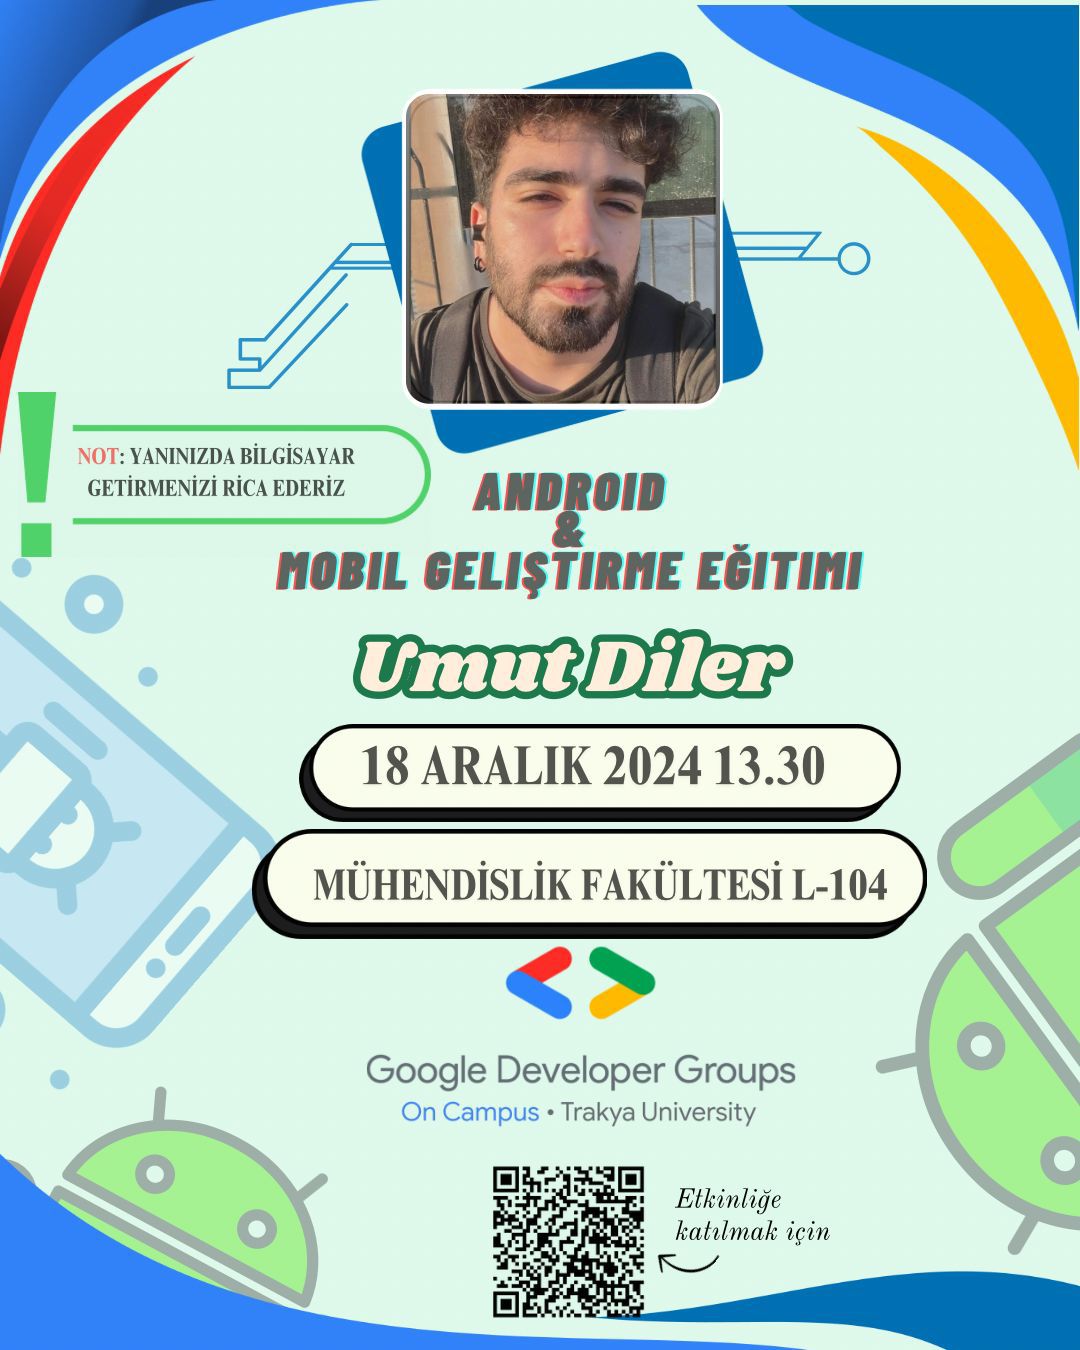 NOT: YANINIZDA BİLGİSAYAR
GETİRMENİZİ RİCA EDERİZ
ANDROID
&
MOBIL GELIŞTIRME EĞITIMI
Umut Diler
18 ARALIK 2024 13.30
MÜHENDİSLİK FAKÜLTESİ L-104
Google Developer Groups
On Campus • Trakya University
Etkinliğe
katılmak için